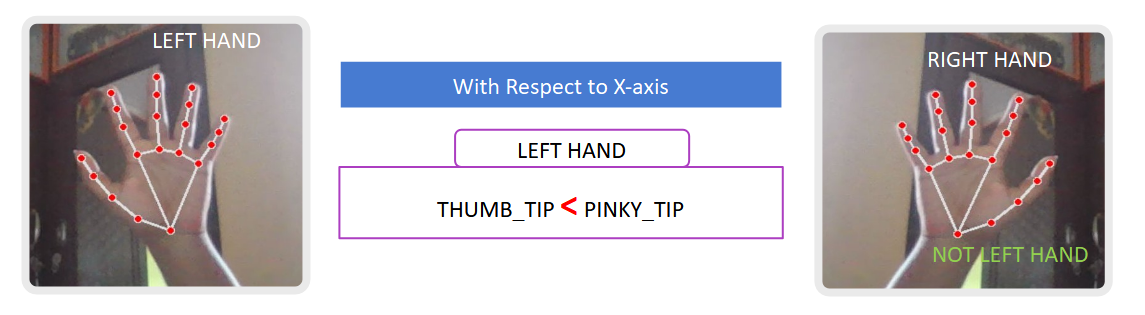 LEFT HAND
With Respect to X-axis
LEFT HAND
THUMB_TIP < PINKY_TIP
RIGHT HAND
NOT LEFT HAND